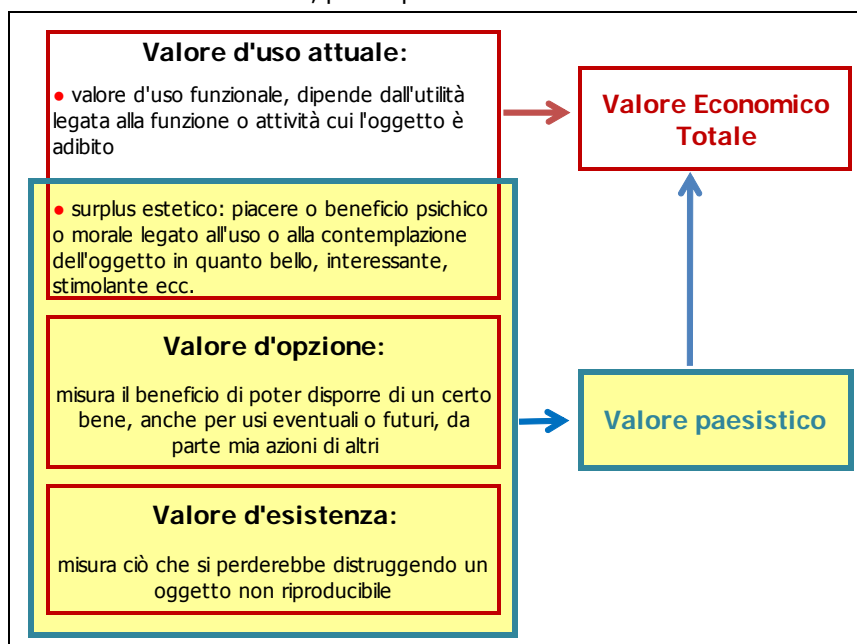 Valore d'uso attuale:
● valore d'uso funzionale, dipende dall'utilità
legata alla funzione o attività cui l'oggetto è
adibito
● surplus estetico: piacere o beneficio psichico
o morale legato all'uso o alla contemplazione
dell'oggetto in quanto bello, interessante,
stimolante ecc.
Valore d'opzione:
misura il beneficio di poter disporre di un certo
bene, anche per usi eventuali o futuri, da
parte mia azioni di altri
Valore d'esistenza:
misura ciò che si perderebbe distruggendo un
oggetto non riproducibile
Valore Economico
Totale
Valore paesistico